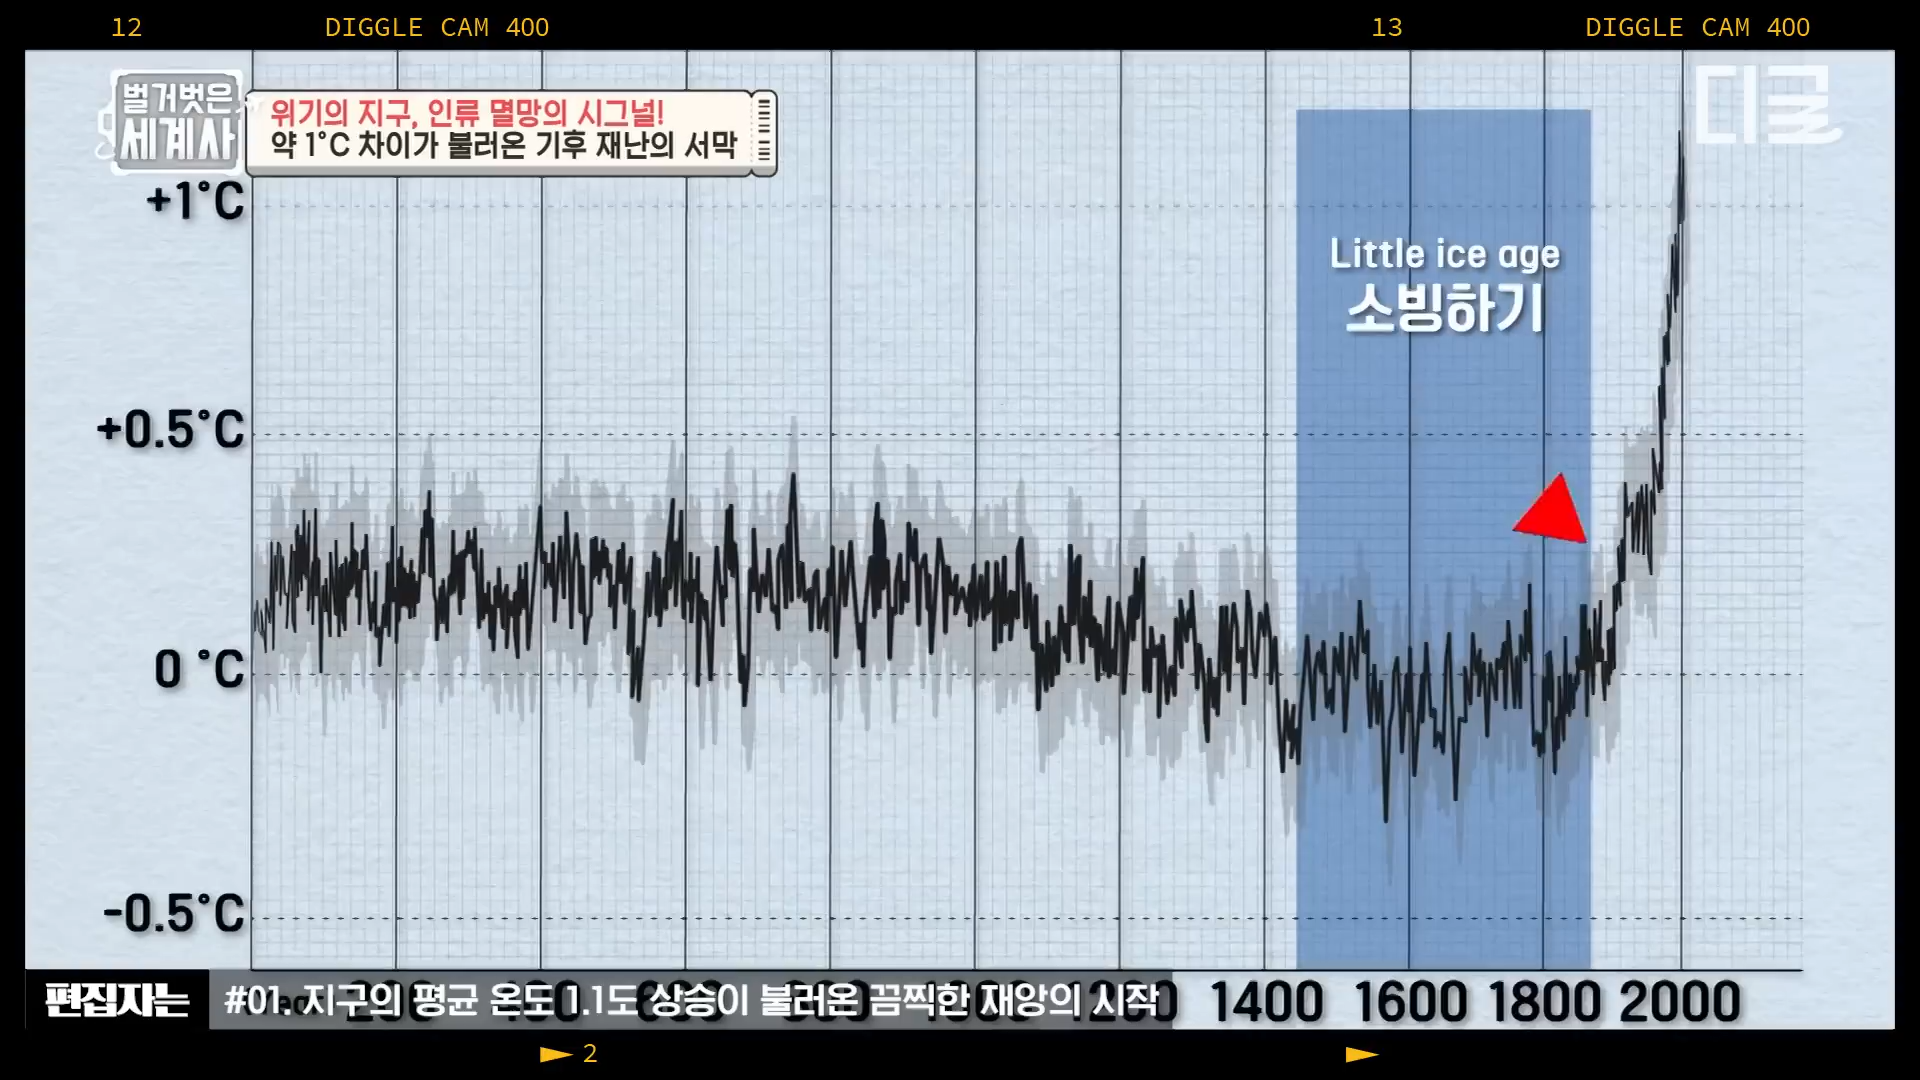 12 DIGGLE CAM 400 13 DIGGLE CAM 400
벌거벗은
세계사
위기의 지구, 인류 멸망의 시그널!
약 1°C 차이가 불러온 기후 재난의 서막
디글
+1°C
Little ice age
소빙하기
+0.5°C
0 °C
-0.5°C
편집자는
#01. 지구의 평균 온도 1.1도 상승이 불러온 끔찍한 재앙의 시작
1200 1400 1600 1800 2000
2